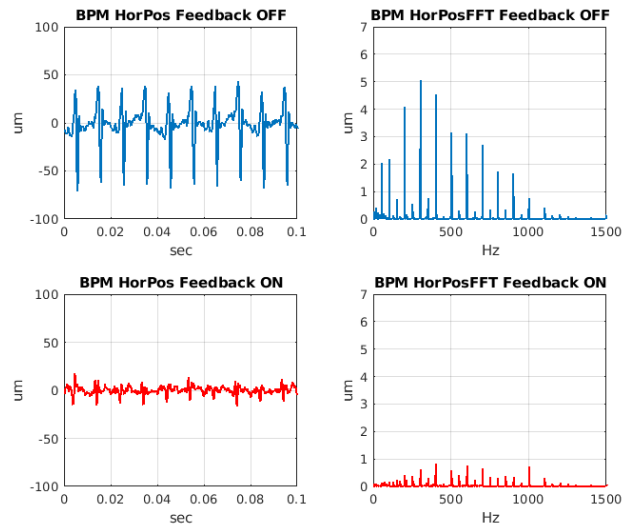 BPM HorPos Feedback OFF
100
50
0
-50
-100
um
0 0.02 0.04 0.06 0.08 0.1
sec
BPM HorPosFFT Feedback OFF
7
6
5
4
3
2
1
0
um
0 500 1000 1500
Hz
BPM HorPos Feedback ON
100
50
0
-50
-100
um
0 0.02 0.04 0.06 0.08 0.1
sec
BPM HorPosFFT Feedback ON
7
6
5
4
3
2
1
0
um
0 500 1000 1500
Hz